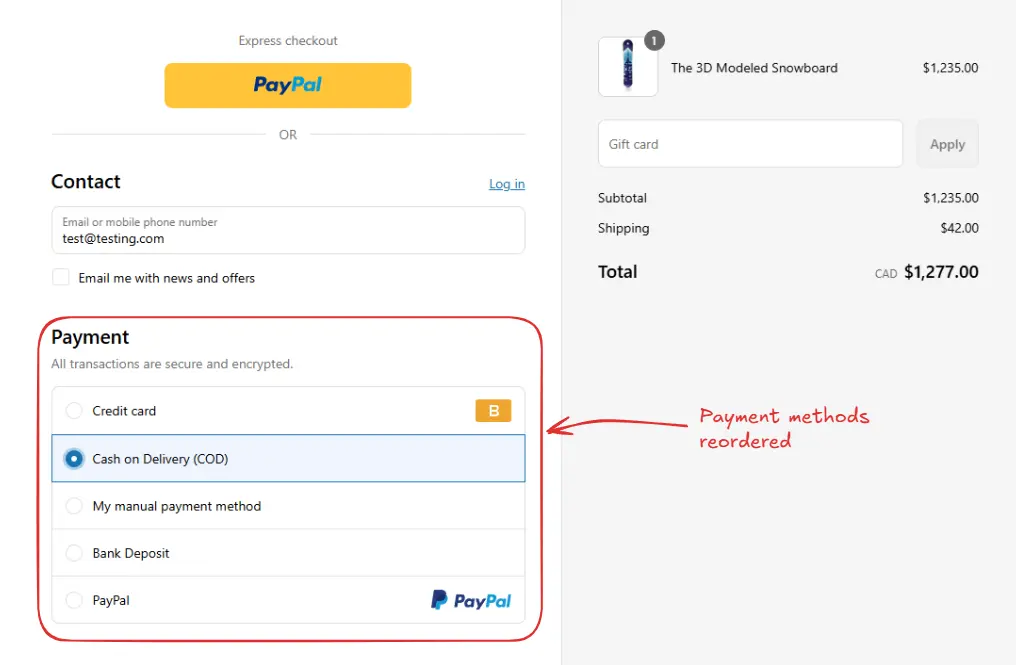 Express checkout
PayPal
OR
Contact
Log in
Email or mobile phone number
test@testing.com
Email me with news and offers
Payment
All transactions are secure and encrypted.
Credit card
B
Cash on Delivery (COD)
My manual payment method
Bank Deposit
PayPal
PayPal
1
The 3D Modeled Snowboard
$1,235.00
Gift card
Apply
Subtotal
$1,235.00
Shipping
$42.00
Total
CAD $1,277.00
Payment methods
reordered